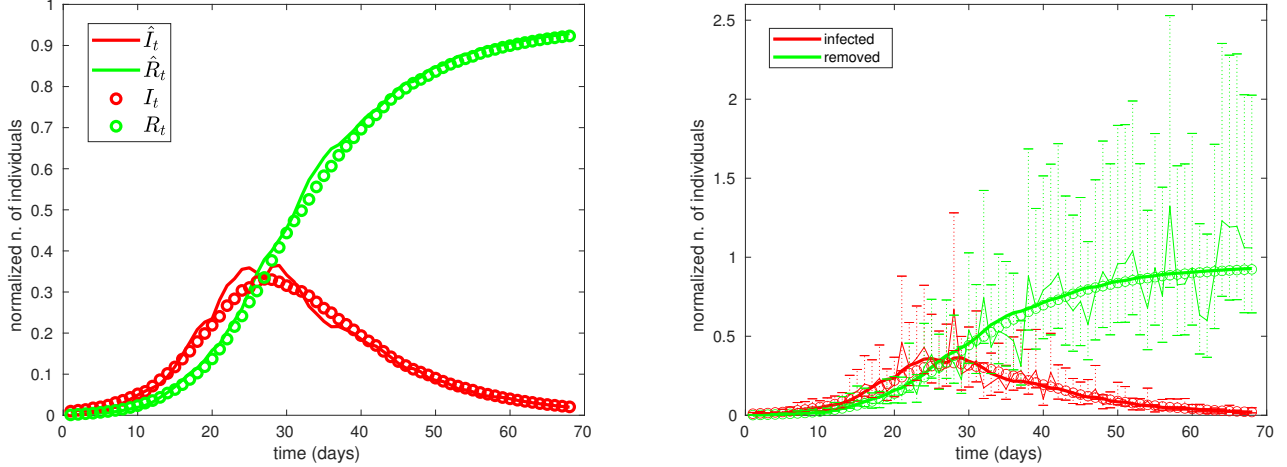 1
0.9
0.8
0.7
0.6
0.5
0.4
0.3
0.2
0.1
0
normalized n. of individuals
Î_t
R̂_t
I_t
R_t
0 10 20 30 40 50 60 70
time (days)
2.5
2
1.5
1
0.5
0
normalized n. of individuals
infected
removed
0 10 20 30 40 50 60 70
time (days)